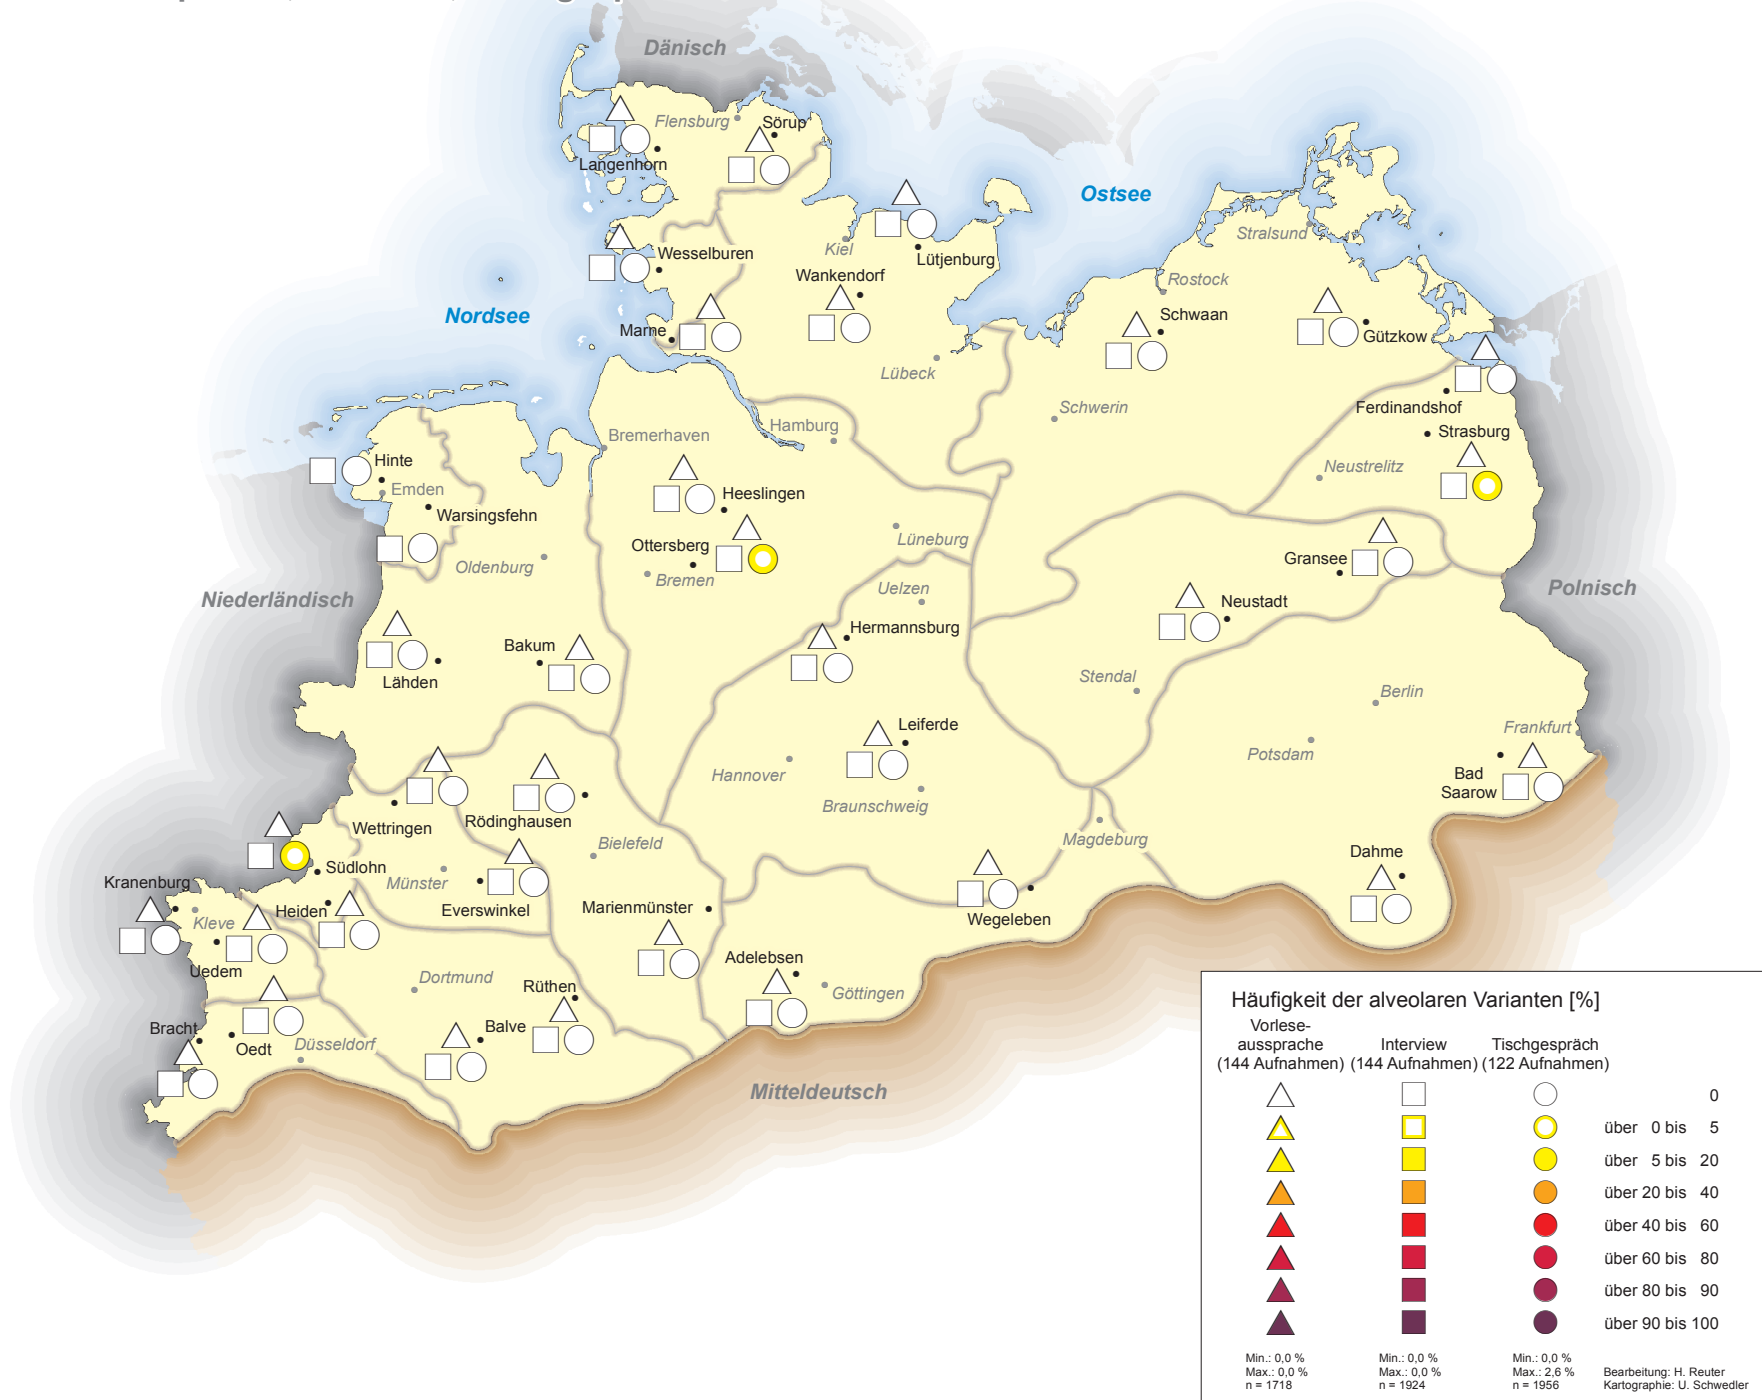 Dänisch
Flensburg
Sörup
Langenhorn
Ostsee
Stralsund
Kiel
Wesselburen
Lütjenburg
Wankendorf
Rostock
Nordsee
Schwaan
Marne
Gützkow
Lübeck
Schwerin
Ferdinandshof
Hamburg
Bremerhaven
Strasburg
Hinte
Neustrelitz
Emden
Heeslingen
Warsingsfehn
Lüneburg
Ottersberg
Gransee
Oldenburg
Bremen
Uelzen
Polnisch
Niederländisch
Neustadt
Hermannsburg
Bakum
Stendal
Lähden
Berlin
Leiferde
Frankfurt
Potsdam
Hannover
Bad
Saarow
Braunschweig
Rödinghausen
Wettringen
Magdeburg
Bielefeld
Dahme
Südlohn
Münster
Kranenburg
Heiden
Everswinkel
Marienmünster
Kleve
Wegeleben
Adelebsen
Uedem
Dortmund
Rüthen
Göttingen
Bracht
Balve
Oedt
Düsseldorf
Mitteldeutsch
Häufigkeit der alveolaren Varianten [%]
Vorlese-
aussprache
(144 Aufnahmen)
Interview
(144 Aufnahmen)
Tischgespräch
(122 Aufnahmen)
0
über 0 bis 5
über 5 bis 20
über 20 bis 40
über 40 bis 60
über 60 bis 80
über 80 bis 90
über 90 bis 100
Min.: 0,0 %
Max.: 0,0 %
n = 1718
Min.: 0,0 %
Max.: 0,0 %
n = 1924
Min.: 0,0 %
Max.: 2,6 %
n = 1956
Bearbeitung: H. Reuter
Kartographie: U. Schwedler